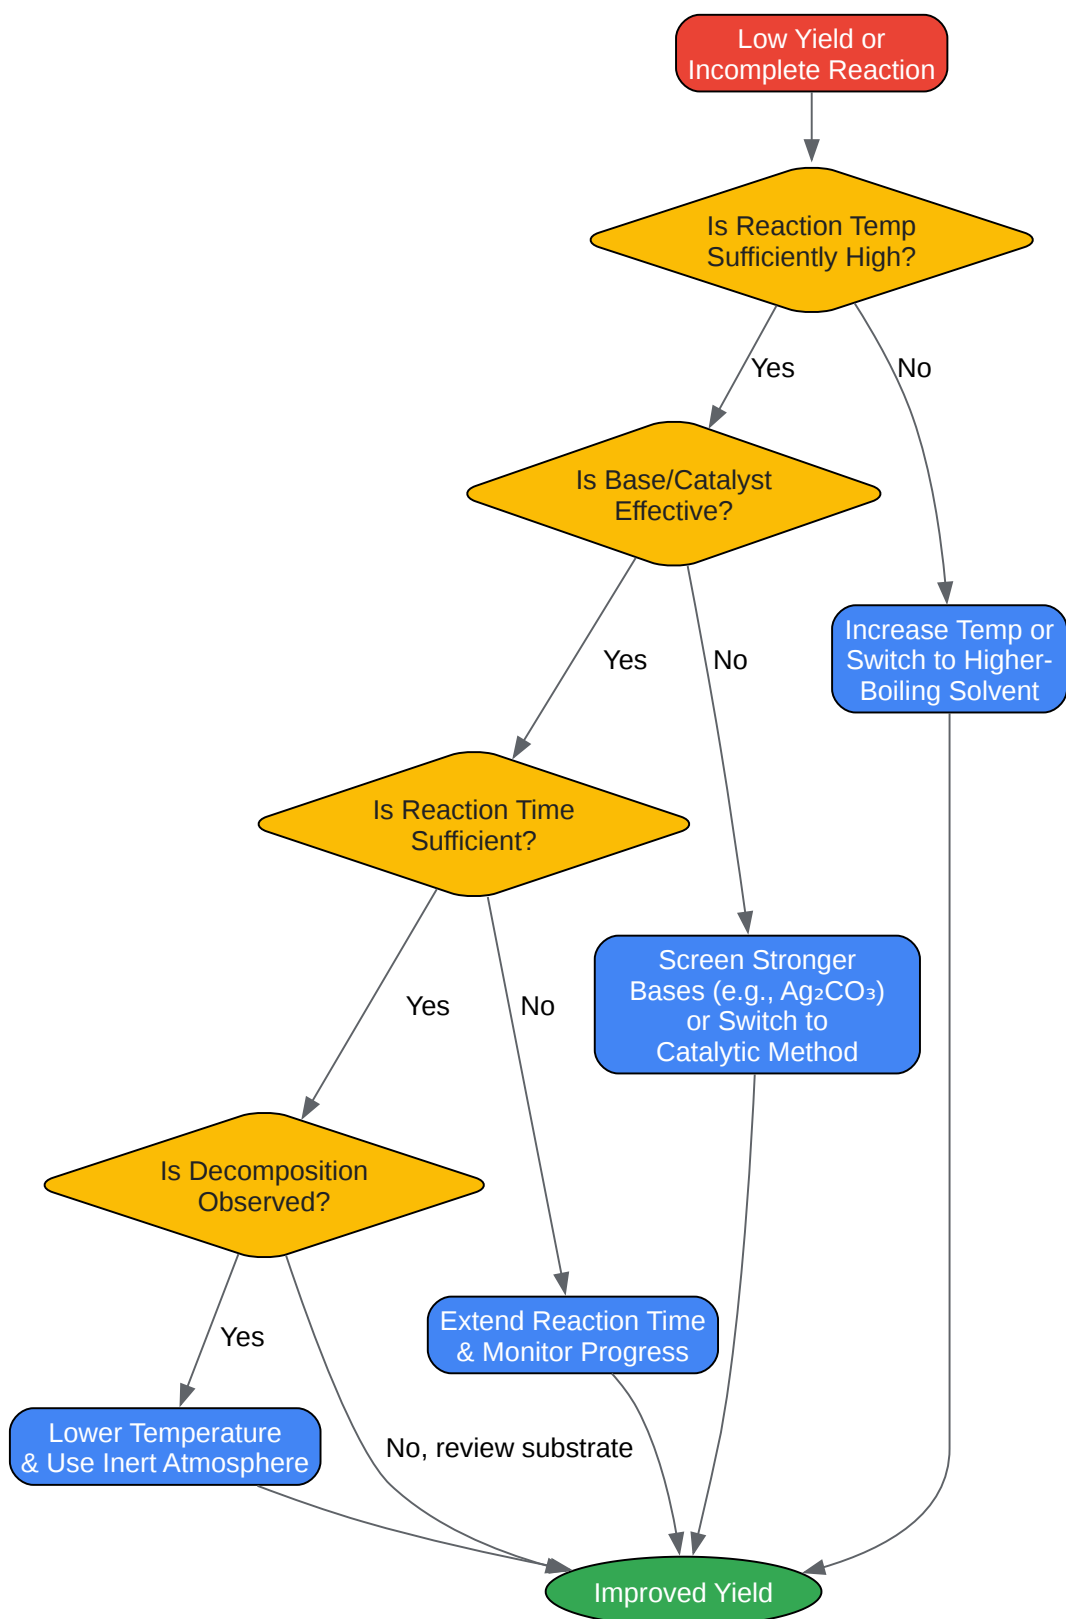 Low Yield or
Incomplete Reaction
Is Reaction Temp
Sufficiently High?
Yes
No
Is Base/Catalyst
Effective?
Increase Temp or
Switch to Higher-
Boiling Solvent
Yes
No
Is Reaction Time
Sufficient?
Screen Stronger
Bases (e.g., Ag₂CO₃)
or Switch to
Catalytic Method
Yes
No
Is Decomposition
Observed?
Extend Reaction Time
& Monitor Progress
Yes
Lower Temperature
& Use Inert Atmosphere
No, review substrate
Improved Yield